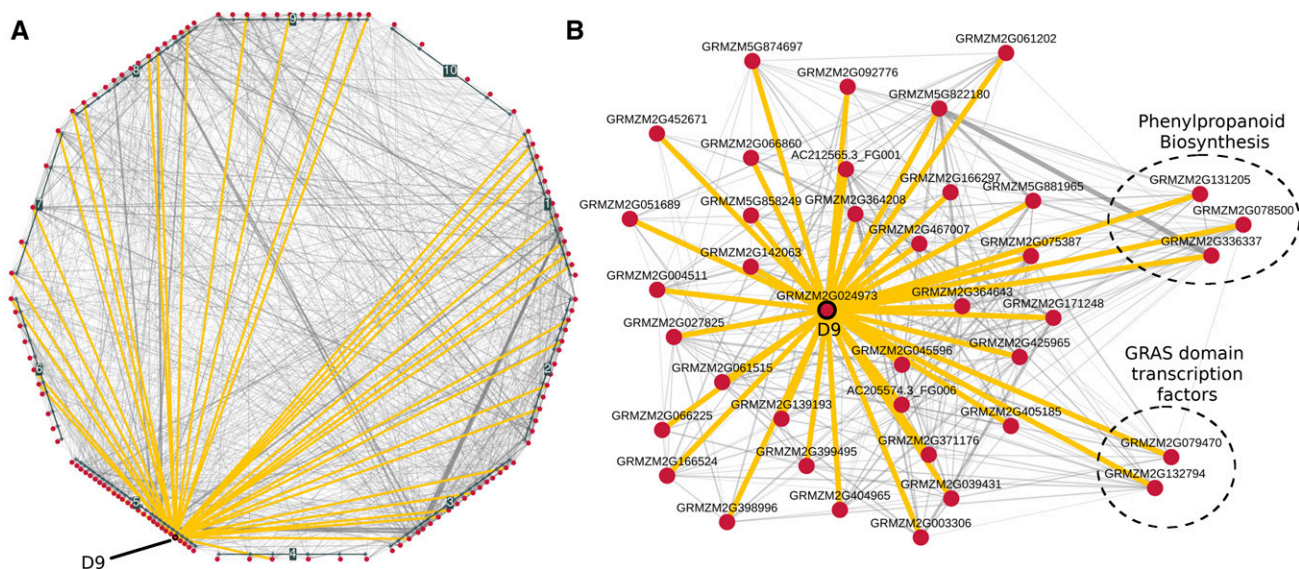 A
9
8
10
7
1
6
2
5
3
4
D9
B
GRMZM2G061202
GRMZM5G874697
GRMZM2G092776
GRMZM5G822180
Phenylpropanoid
Biosynthesis
GRMZM2G452671
GRMZM2G066860
AC212565.3_FG001
GRMZM2G166297
GRMZM2G131205
GRMZM5G881965
GRMZM2G051689
GRMZM5G858249
GRMZM2G364208
GRMZM2G078500
GRMZM2G467007
GRMZM2G075387
GRMZM2G336337
GRMZM2G142063
GRMZM2G004511
GRMZM2G024973
D9
GRMZM2G364643
GRMZM2G171248
GRMZM2G027825
GRMZM2G425965
GRMZM2G045596
GRAS domain
transcription
factors
GRMZM2G061515
AC205574.3_FG006
GRMZM2G139193
GRMZM2G405185
GRMZM2G066225
GRMZM2G079470
GRMZM2G371176
GRMZM2G399495
GRMZM2G166524
GRMZM2G132794
GRMZM2G039431
GRMZM2G404965
GRMZM2G398996
GRMZM2G003306